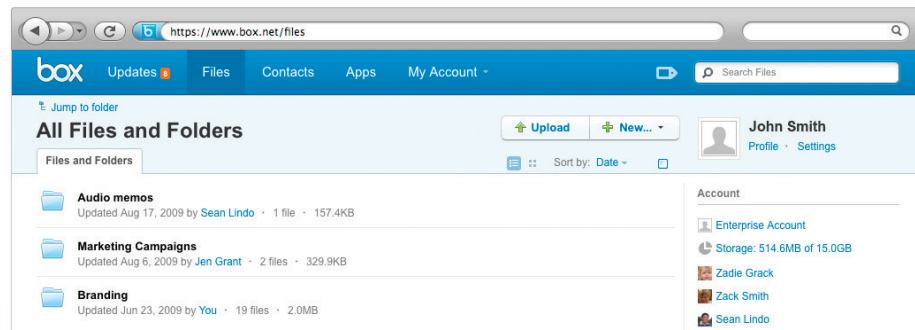 https://www.box.net/files
box Updates 8 Files Contacts Apps My Account Search Files
Jump to folder
All Files and Folders
Upload New...
John Smith
Profile · Settings
Files and Folders
Sort by: Date
Audio memos
Updated Aug 17, 2009 by Sean Lindo · 1 file · 157.4KB
Marketing Campaigns
Updated Aug 6, 2009 by Jen Grant · 2 files · 329.9KB
Branding
Updated Jun 23, 2009 by You · 19 files · 2.0MB
Account
Enterprise Account
Storage: 514.6MB of 15.0GB
Zadie Grack
Zack Smith
Sean Lindo